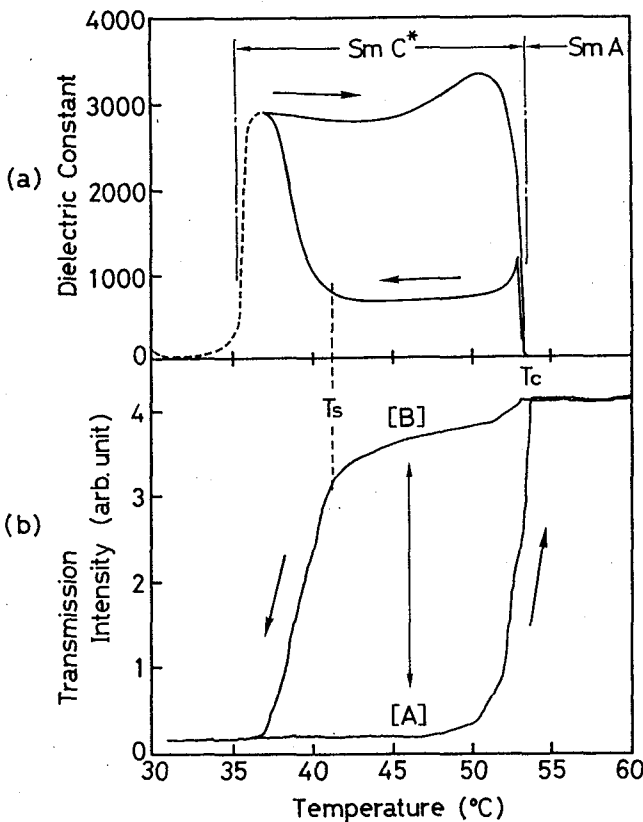 4000
3000
2000
1000
0
Dielectric Constant
(a)
Sm C*
Sm A
Ts
Tc
4
3
2
1
0
Transmission
Intensity (arb. unit)
(b)
[B]
[A]
30 35 40 45 50 55 60
Temperature (°C)